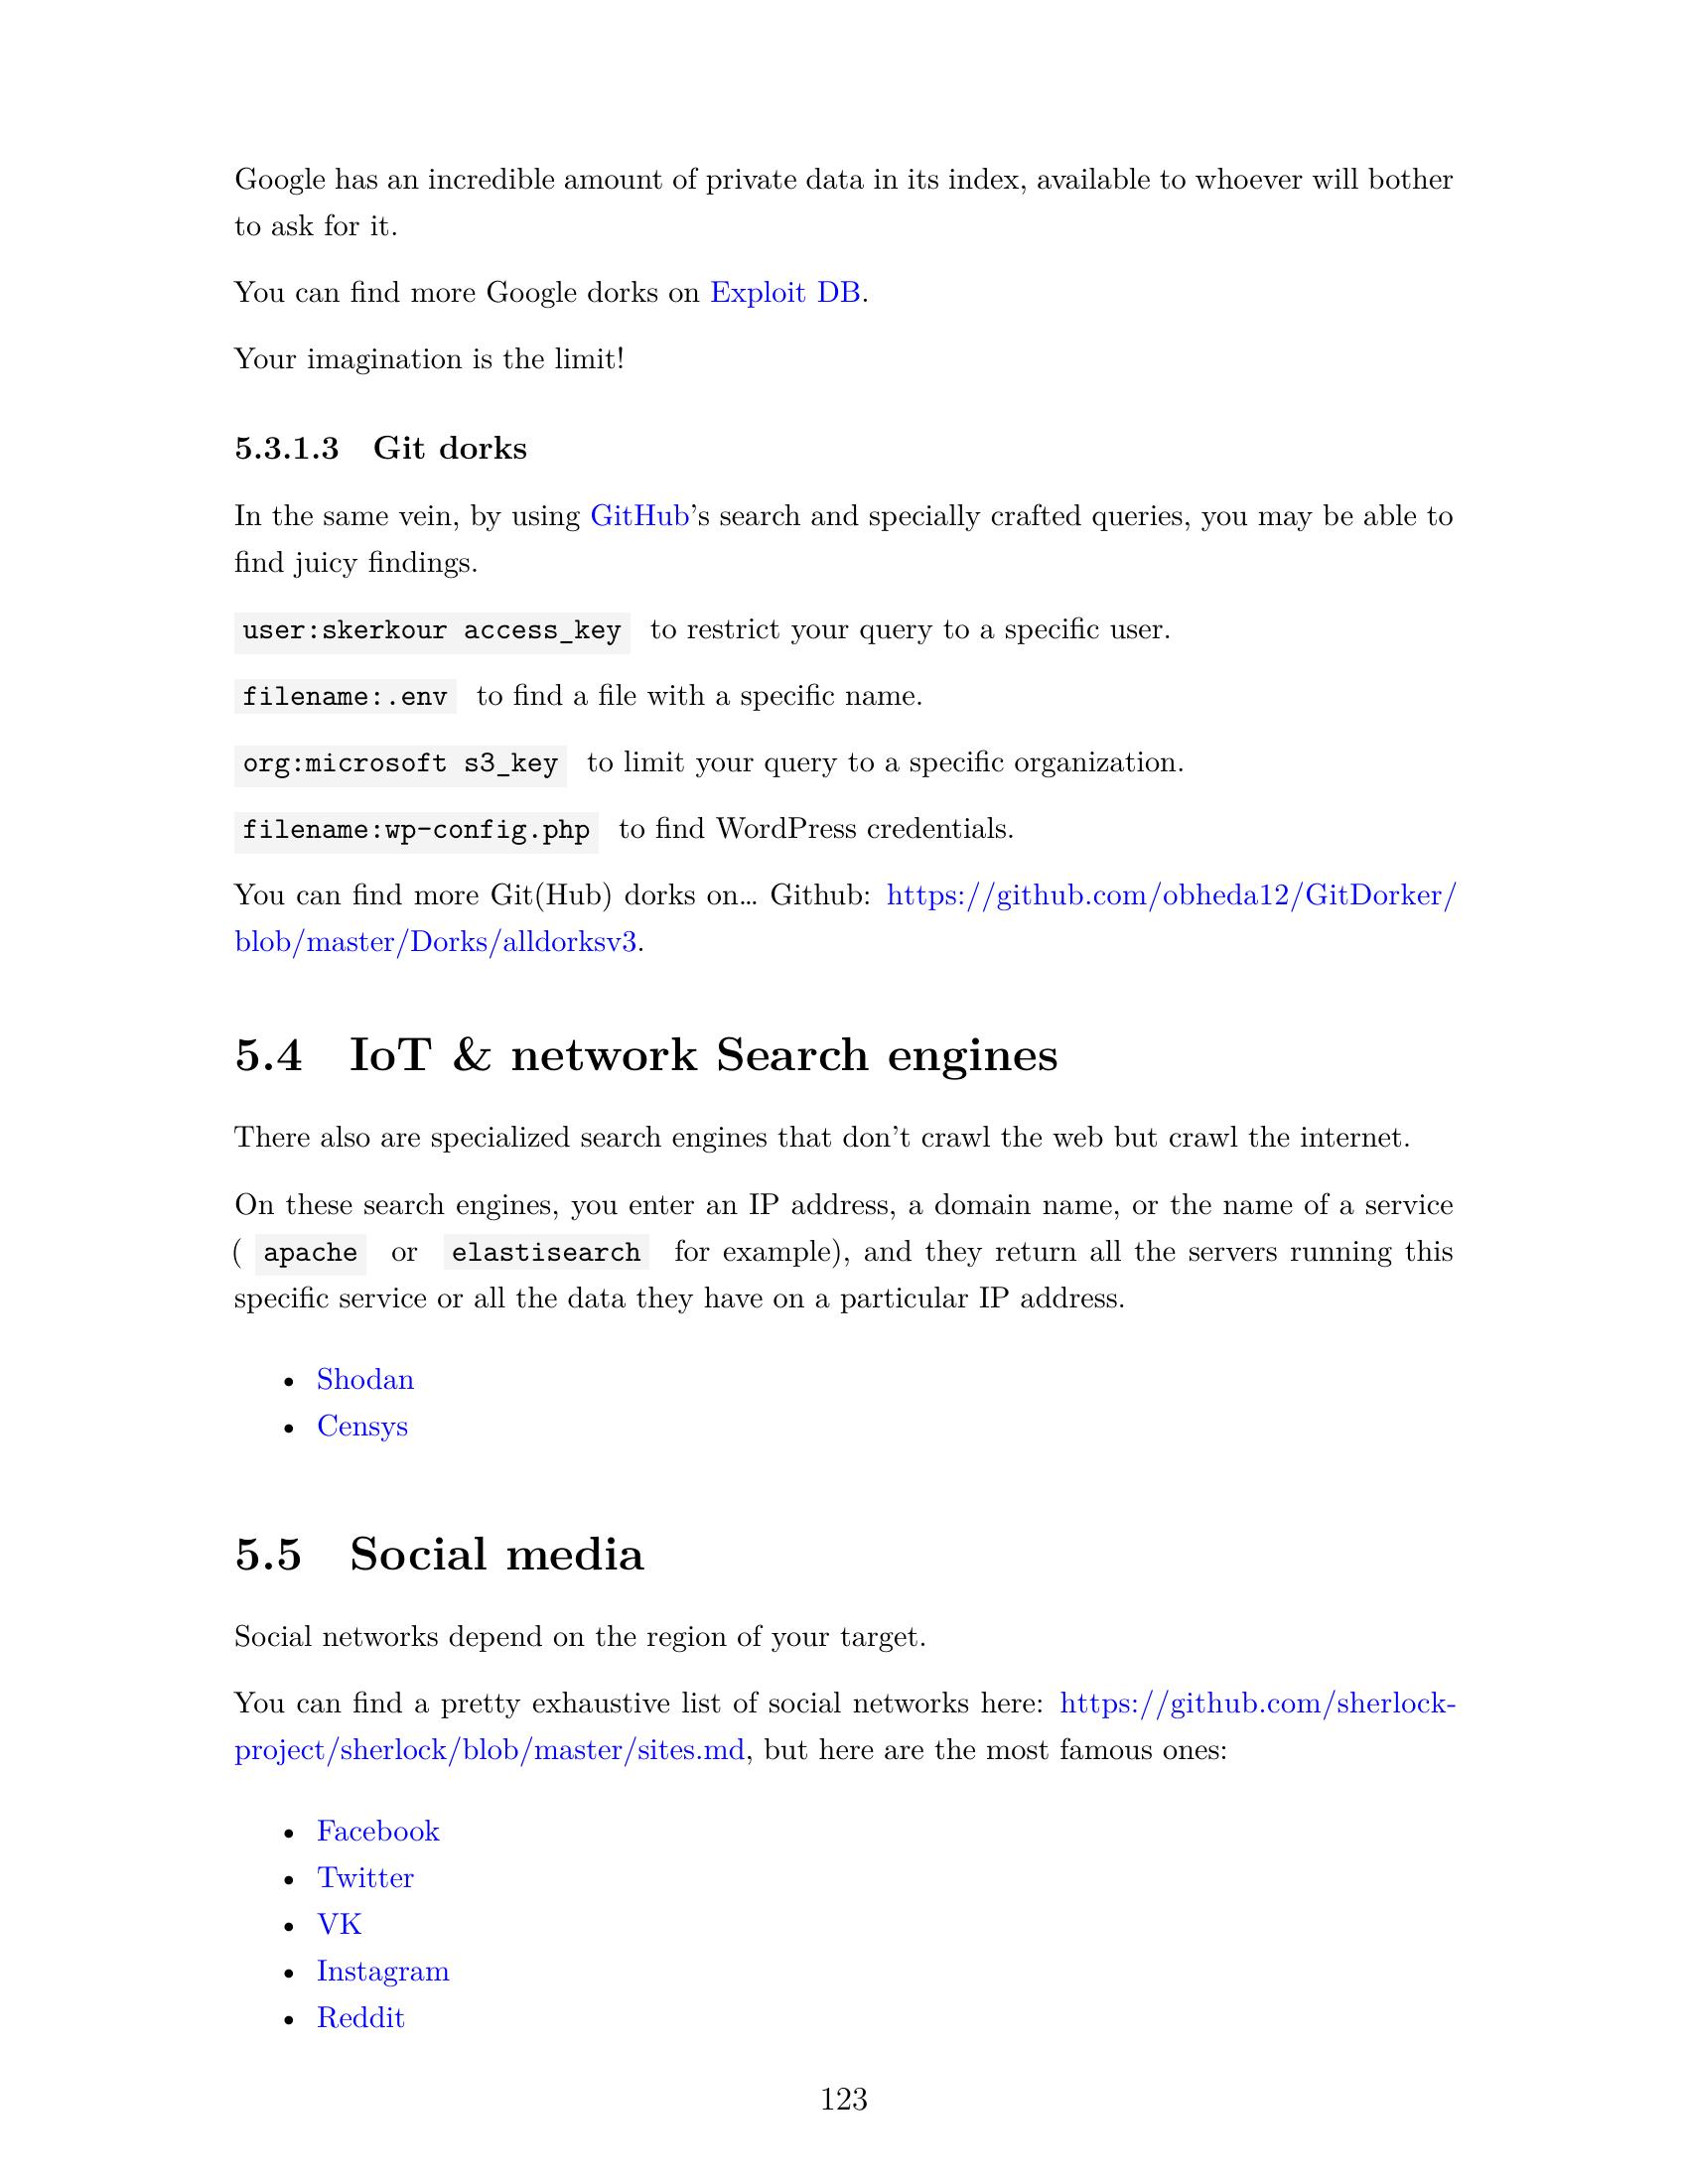 Google has an incredible amount of private data in its index, available to whoever will bother
to ask for it.
You can find more Google dorks on Exploit DB.
Your imagination is the limit!
5.3.1.3 Git dorks
In the same vein, by using GitHub's search and specially crafted queries, you may be able to
find juicy findings.
user:skerkour access_key to restrict your query to a specific user.
filename:.env to find a file with a specific name.
org:microsoft s3_key to limit your query to a specific organization.
filename:wp-config.php to find WordPress credentials.
You can find more Git(Hub) dorks on… Github: https://github.com/obheda12/GitDorker/
blob/master/Dorks/alldorksv3.
5.4 IoT & network Search engines
There also are specialized search engines that don't crawl the web but crawl the internet.
On these search engines, you enter an IP address, a domain name, or the name of a service
( apache or elastisearch for example), and they return all the servers running this
specific service or all the data they have on a particular IP address.
• Shodan
• Censys
5.5 Social media
Social networks depend on the region of your target.
You can find a pretty exhaustive list of social networks here: https://github.com/sherlock-
project/sherlock/blob/master/sites.md, but here are the most famous ones:
• Facebook
• Twitter
• VK
• Instagram
• Reddit
123